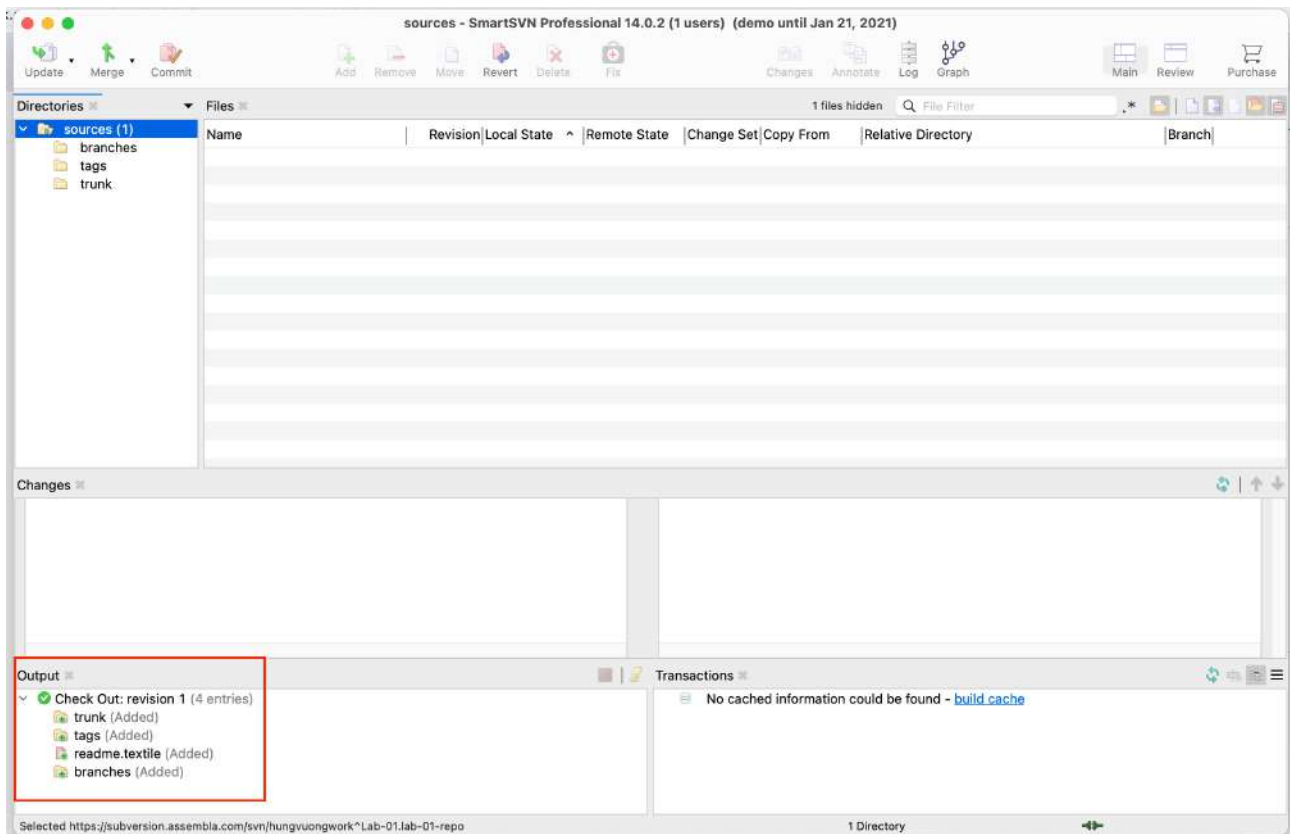 sources - SmartSVN Professional 14.0.2 (1 users) (demo until Jan 21, 2021)
Update Merge Commit Add Remove Move Revert Delete Fix Changes Annotate Log Graph Main Review Purchase
Directories Files 1 files hidden File Filter .*
sources (1)
branches
tags
trunk
Name Revision Local State Remote State Change Set Copy From Relative Directory Branch
Changes
Output
Check Out: revision 1 (4 entries)
trunk (Added)
tags (Added)
readme.textile (Added)
branches (Added)
Transactions
No cached information could be found - build cache
Selected https://subversion.assembla.com/svn/hungvuongwork^Lab-01.lab-01-repo 1 Directory